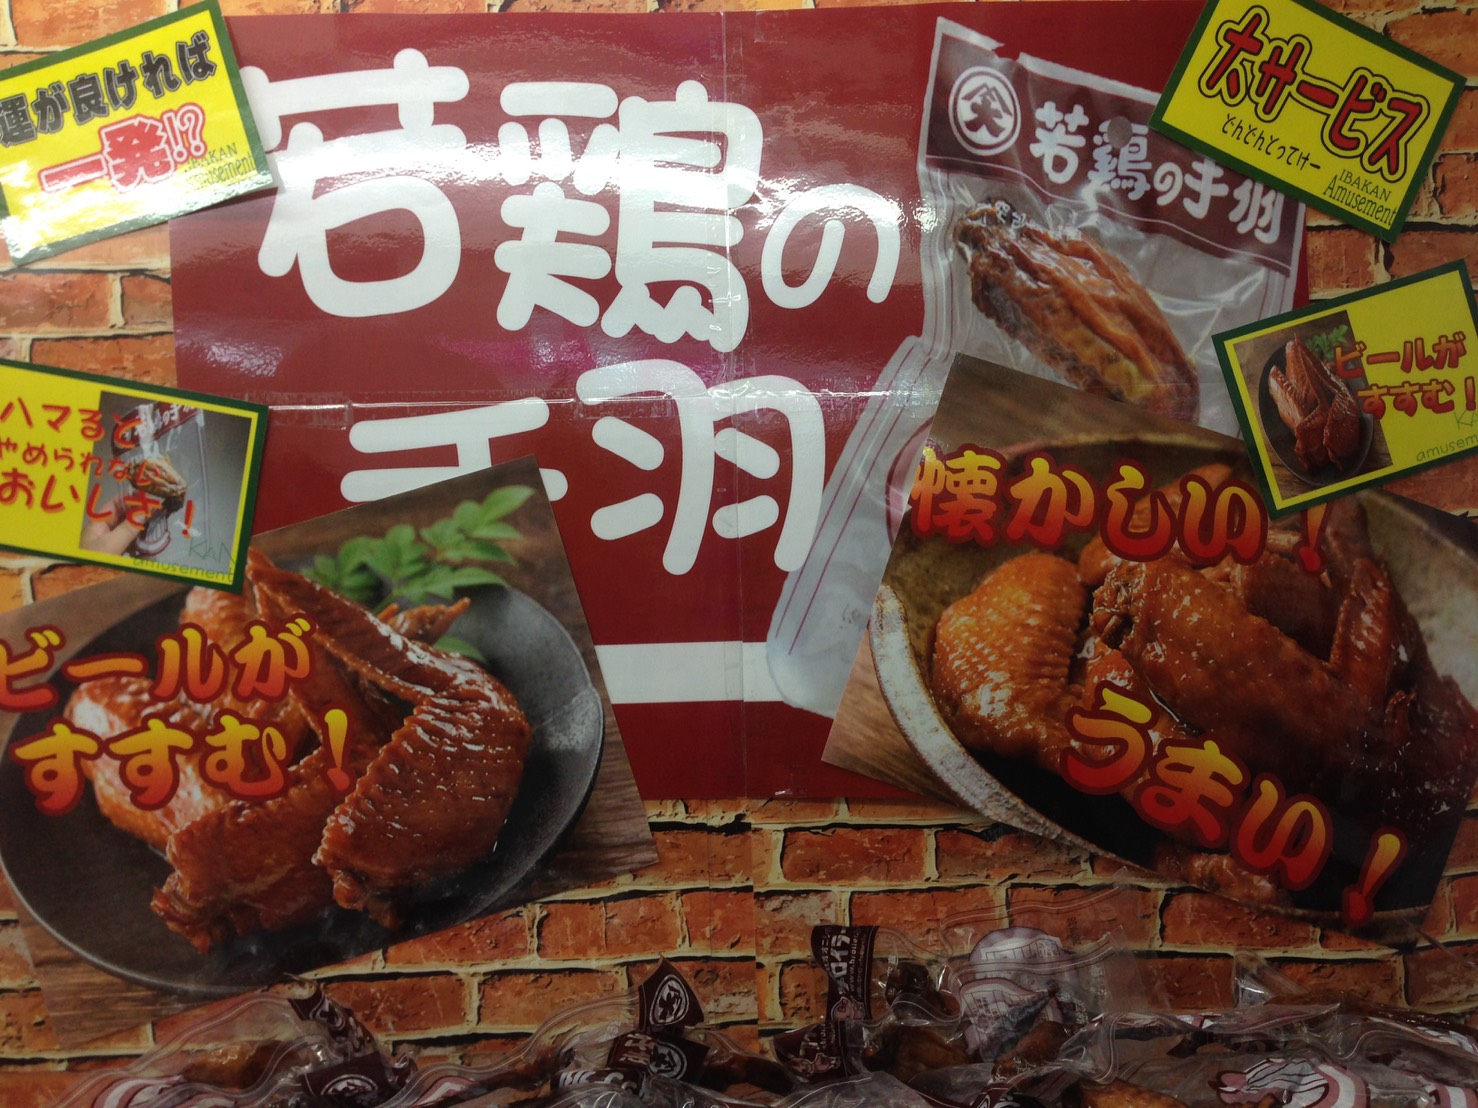 運が良ければ
一発!?
IBAKAN
Amusement
若鶏の
手羽
若鶏の手羽
大サービス
どんどんとってけー
IBAKAN
Amusement
ビールが
すすむ!
amusement
ハマると
やめられない
おいしさ!
KAN
amusement
懐かしい!
うまい!
ビールが
すすむ!